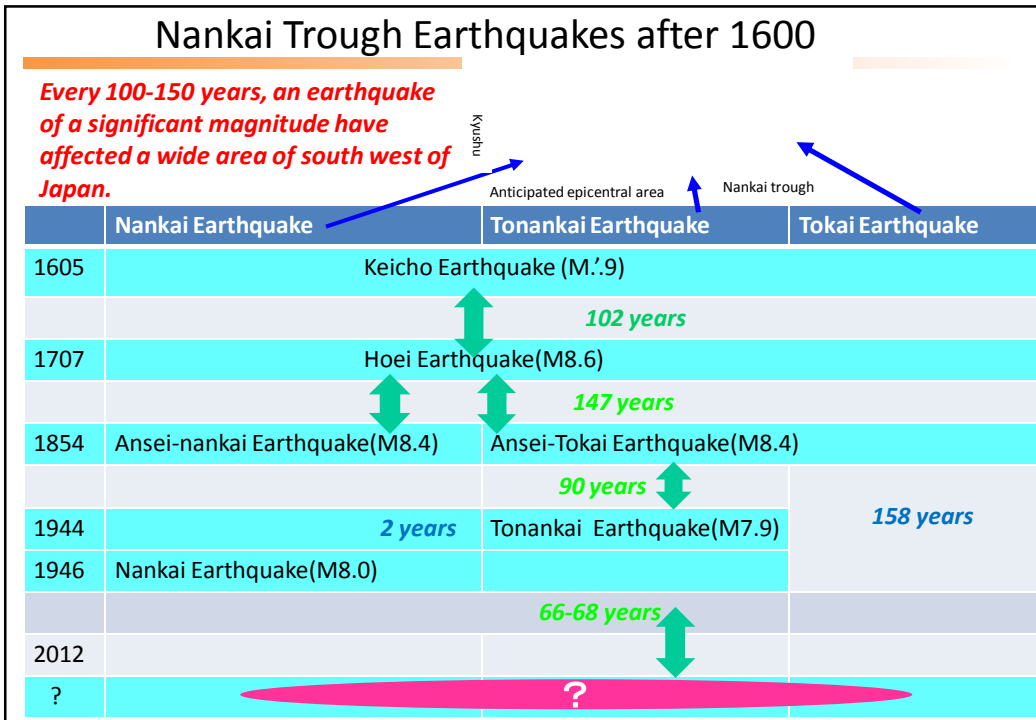 Nankai Trough Earthquakes after 1600
Every 100-150 years, an earthquake
of a significant magnitude have
affected a wide area of south west of
Japan.
Kyushu
Anticipated epicentral area
Nankai trough
Nankai Earthquake Tonankai Earthquake Tokai Earthquake
1605 Keicho Earthquake (M.'.9)
102 years
1707 Hoei Earthquake(M8.6)
147 years
1854 Ansei-nankai Earthquake(M8.4) Ansei-Tokai Earthquake(M8.4)
90 years
158 years
1944 2 years Tonankai Earthquake(M7.9)
1946 Nankai Earthquake(M8.0)
66-68 years
2012
? ?